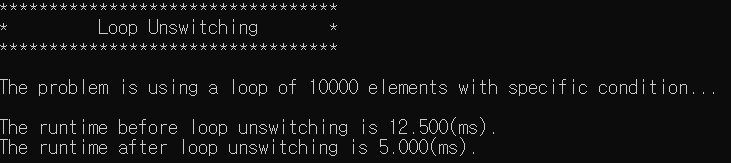 **********************************
*         Loop Unswitching       *
**********************************
The problem is using a loop of 10000 elements with specific condition...
The runtime before loop unswitching is 12.500(ms).
The runtime after loop unswitching is 5.000(ms).